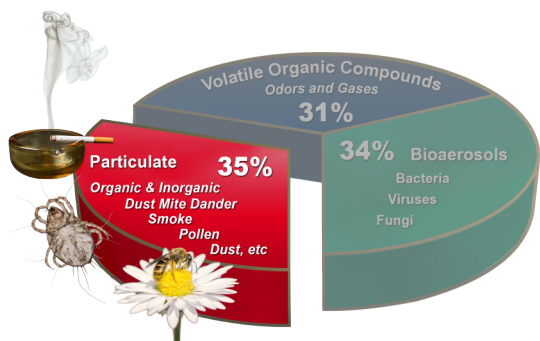 Volatile Organic Compounds
Odors and Gases
31%
Particulate 35%
Organic & Inorganic
Dust Mite Dander
Smoke
Pollen
Dust, etc
34% Bioaerosols
Bacteria
Viruses
Fungi